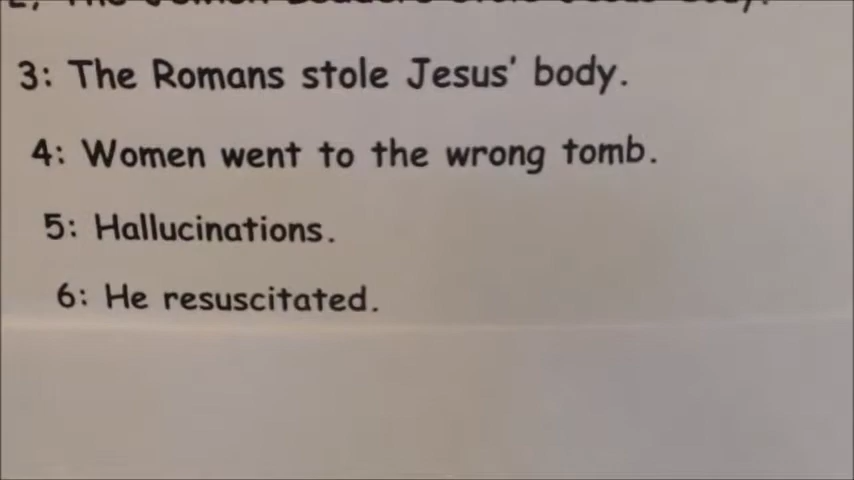 3: The Romans stole Jesus' body.
4: Women went to the wrong tomb.
5: Hallucinations.
6: He resuscitated.